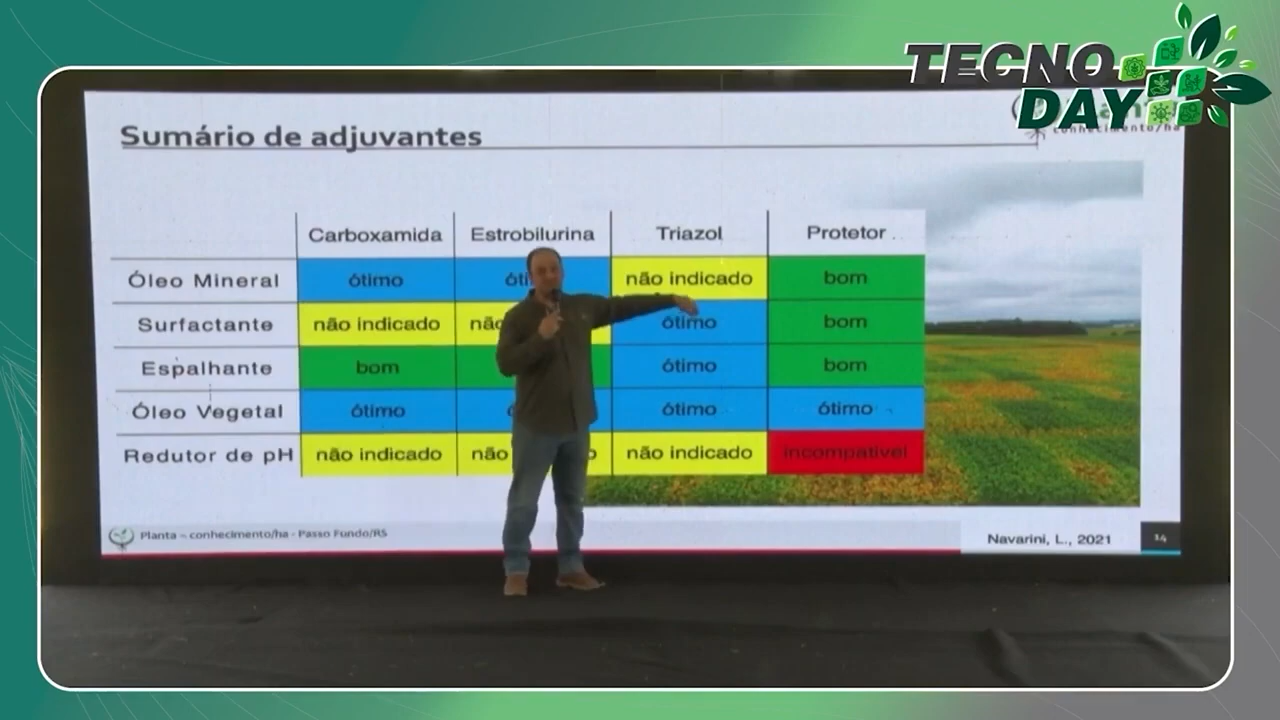 TECNO
DAY
conhecimento/ha
Sumário de adjuvantes
Carboxamida Estrobilurina Triazol Protetor
Óleo Mineral ótimo óti não indicado bom
Surfactante não indicado não ótimo bom
Espalhante bom ótimo bom
Óleo Vegetal ótimo ótimo ótimo
Redutor de pH não indicado não o não indicado incompatível
Planta - conhecimento/ha - Passo Fundo/RS
Navarini, L., 2021
14